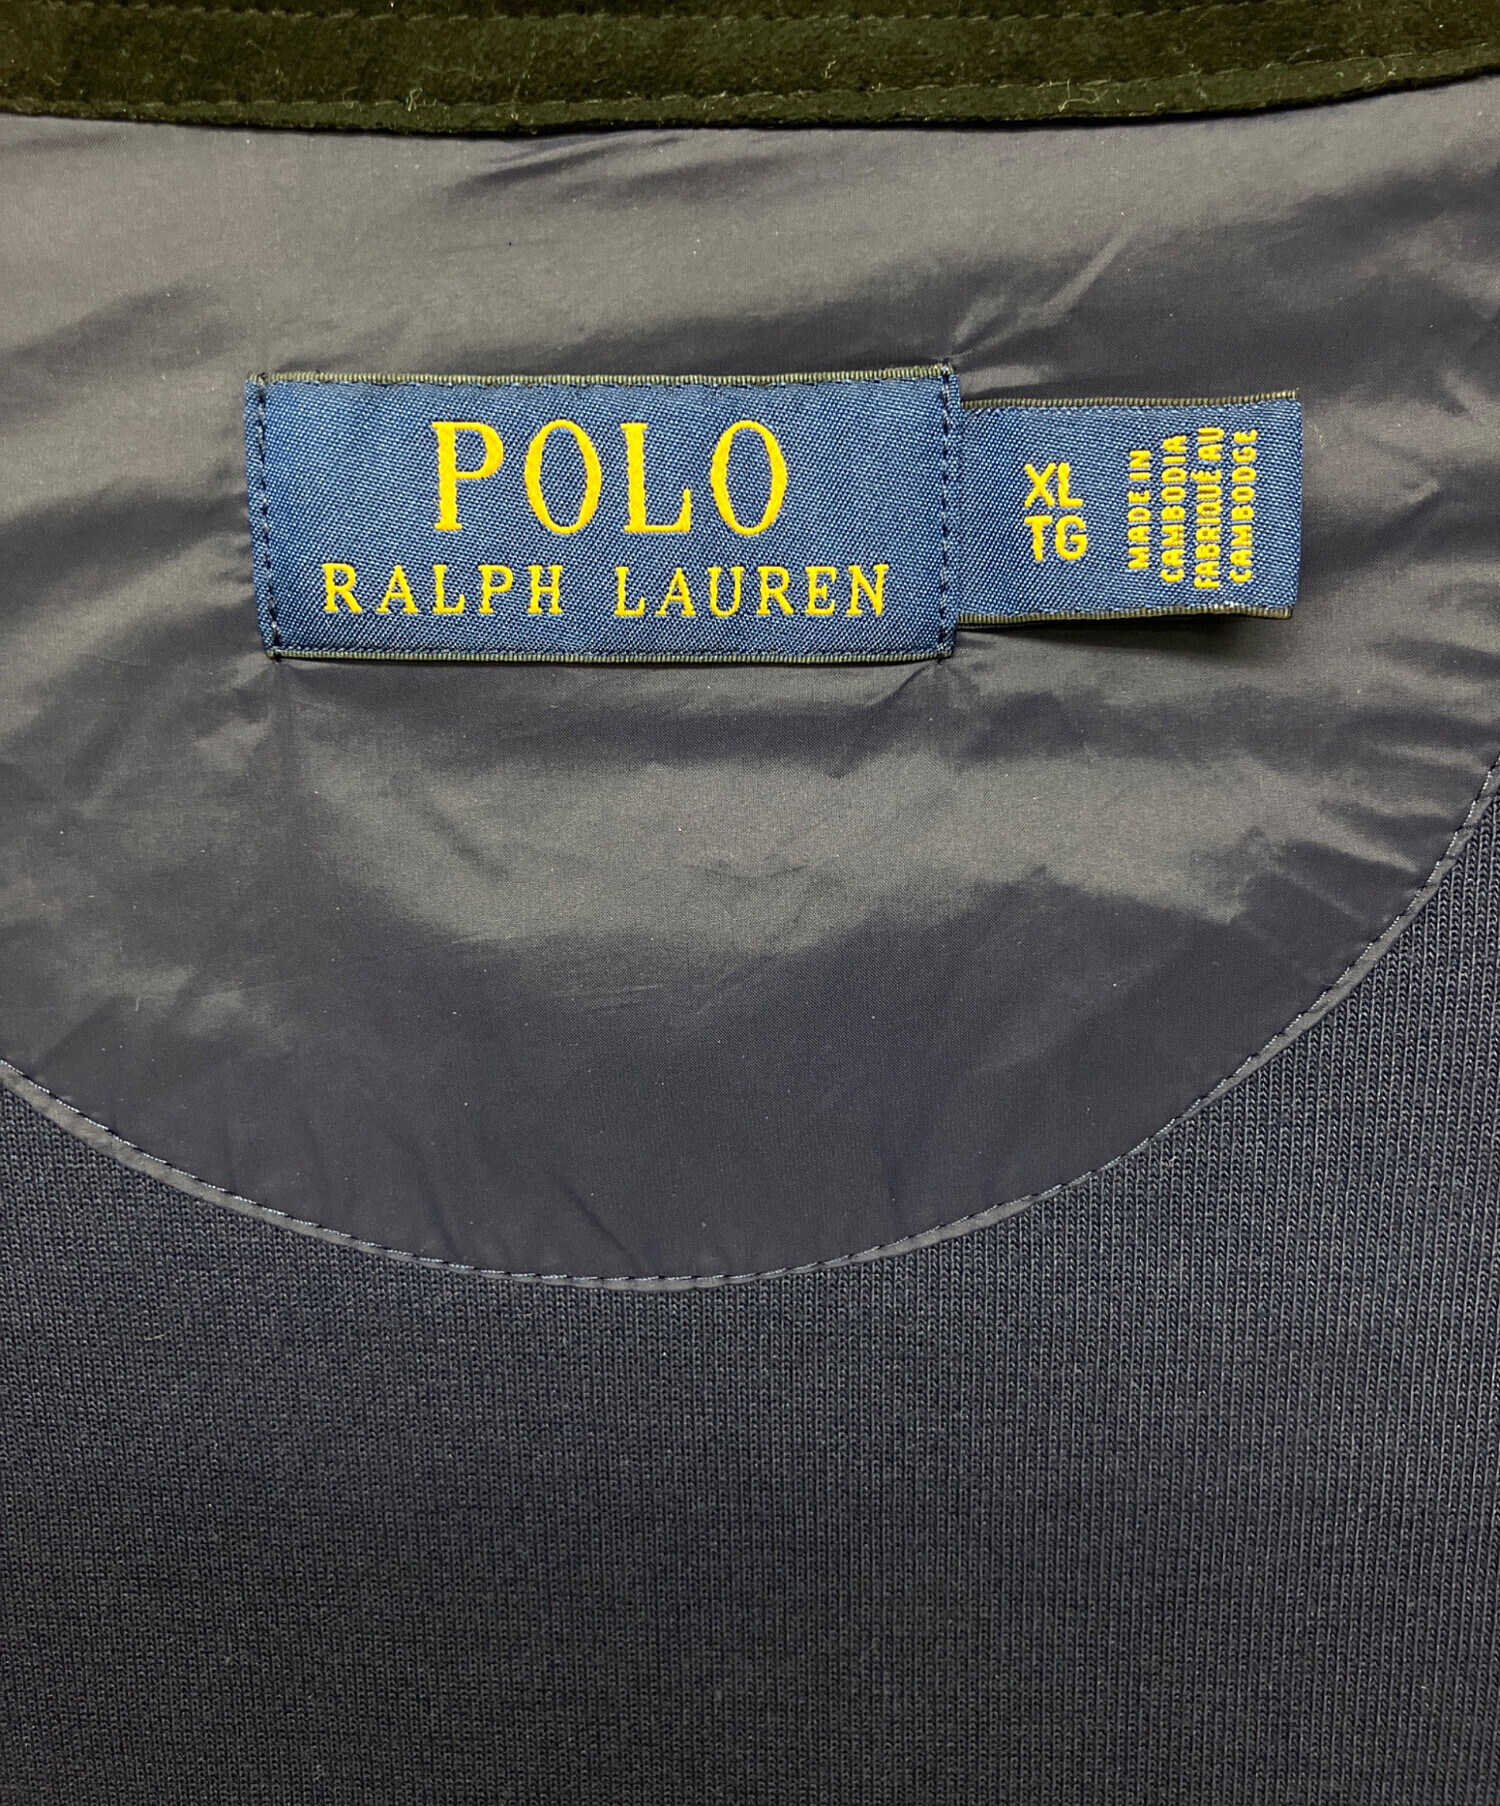 POLO
RALPH LAUREN
XL
TG
MADE IN
CAMBODIA
FABRIQUÉ AU
CAMBODGE